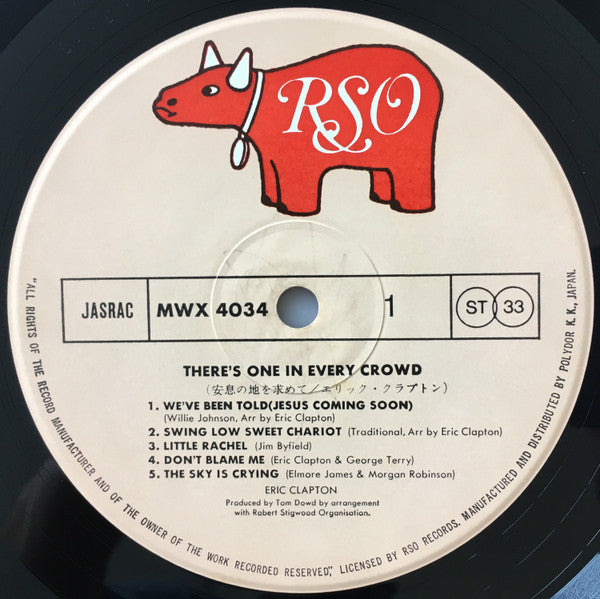 RSO
JASRAC
MWX 4034
1
ST 33
THERE'S ONE IN EVERY CROWD
(安息の地を求めて/エリック・クラプトン)
1. WE'VE BEEN TOLD(JESUS COMING SOON)
(Willie Johnson, Arr by Eric Clapton)
2. SWING LOW SWEET CHARIOT (Traditional, Arr by Eric Clapton)
3. LITTLE RACHEL (Jim Byfield)
4. DON'T BLAME ME (Eric Clapton & George Terry)
5. THE SKY IS CRYING (Elmore James & Morgan Robinson)
ERIC CLAPTON
Produced by Tom Dowd by arrangement
with Robert Stigwood Organisation.
"ALL RIGHTS OF THE RECORD MANUFACTURER AND OF THE OWNER OF THE WORK RECORDED RESERVED", LICENSED BY RSO RECORDS. MANUFACTURED AND DISTRIBUTED BY POLYDOR K. K., JAPAN.